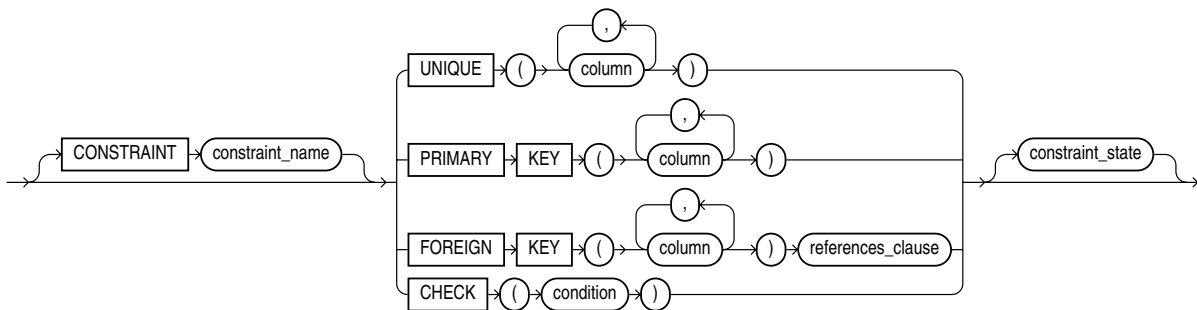 ,
UNIQUE ( column )
,
CONSTRAINT constraint_name
PRIMARY KEY ( column )
constraint_state
,
FOREIGN KEY ( column ) references_clause
CHECK ( condition )